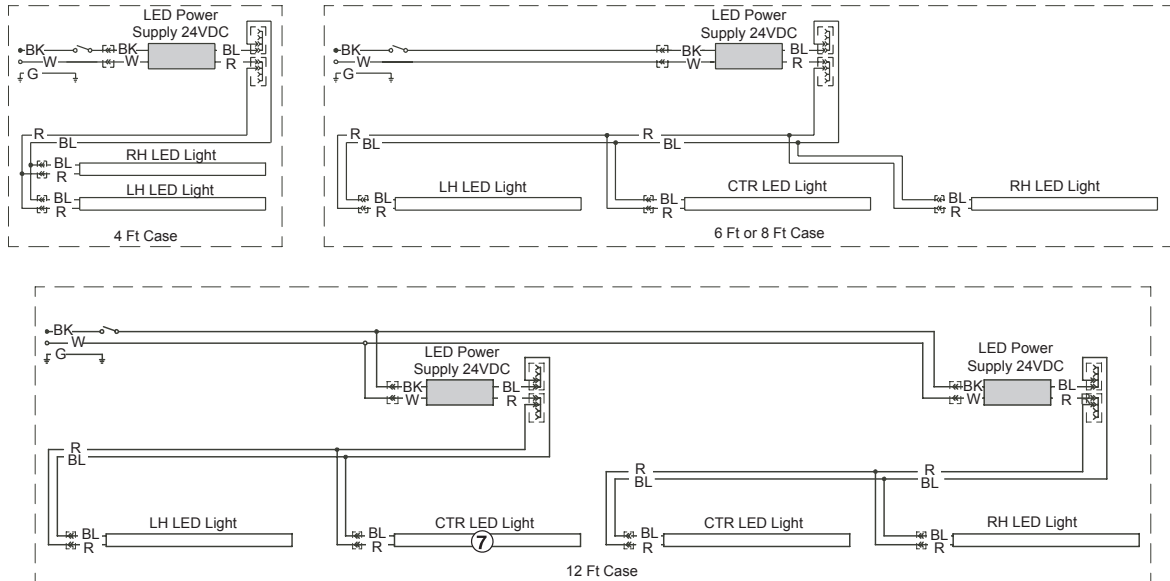 LED Power
Supply 24VDC
BK
BK
BL
W
W
R
G
R
BL
RH LED Light
BL
R
LH LED Light
BL
R
4 Ft Case
LED Power
Supply 24VDC
BK
BK
BL
W
W
R
G
R
R
BL
BL
LH LED Light
CTR LED Light
RH LED Light
BL
BL
BL
R
R
R
6 Ft or 8 Ft Case
BK
W
G
LED Power
Supply 24VDC
BK
BL
W
R
LED Power
Supply 24VDC
BK
BL
W
R
R
BL
R
R
BL
BL
LH LED Light
CTR LED Light
CTR LED Light
RH LED Light
BL
BL
BL
BL
R
R
7
R
R
12 Ft Case